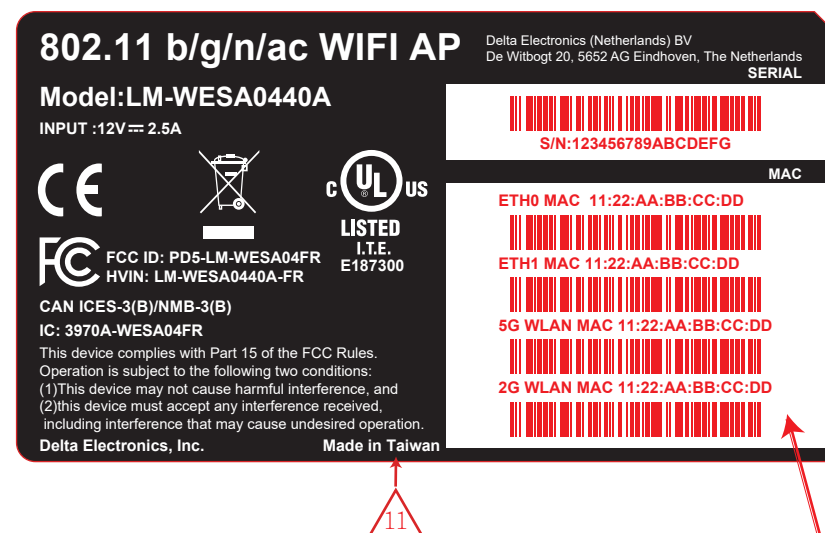 802.11 b/g/n/ac WIFI AP
Delta Electronics (Netherlands) BV
De Witbogt 20, 5652 AG Eindhoven, The Netherlands
SERIAL
Model:LM-WESA0440A
INPUT :12V⎓ 2.5A
S/N:123456789ABCDEFG
MAC
CE
C UL US
®
LISTED
I.T.E.
E187300
FC
FCC ID: PD5-LM-WESA04FR
HVIN: LM-WESA0440A-FR
CAN ICES-3(B)/NMB-3(B)
IC: 3970A-WESA04FR
This device complies with Part 15 of the FCC Rules.
Operation is subject to the following two conditions:
(1)This device may not cause harmful interference, and
(2)this device must accept any interference received,
including interference that may cause undesired operation.
Delta Electronics, Inc. Made in Taiwan
ETH0 MAC 11:22:AA:BB:CC:DD
ETH1 MAC 11:22:AA:BB:CC:DD
5G WLAN MAC 11:22:AA:BB:CC:DD
2G WLAN MAC 11:22:AA:BB:CC:DD
11